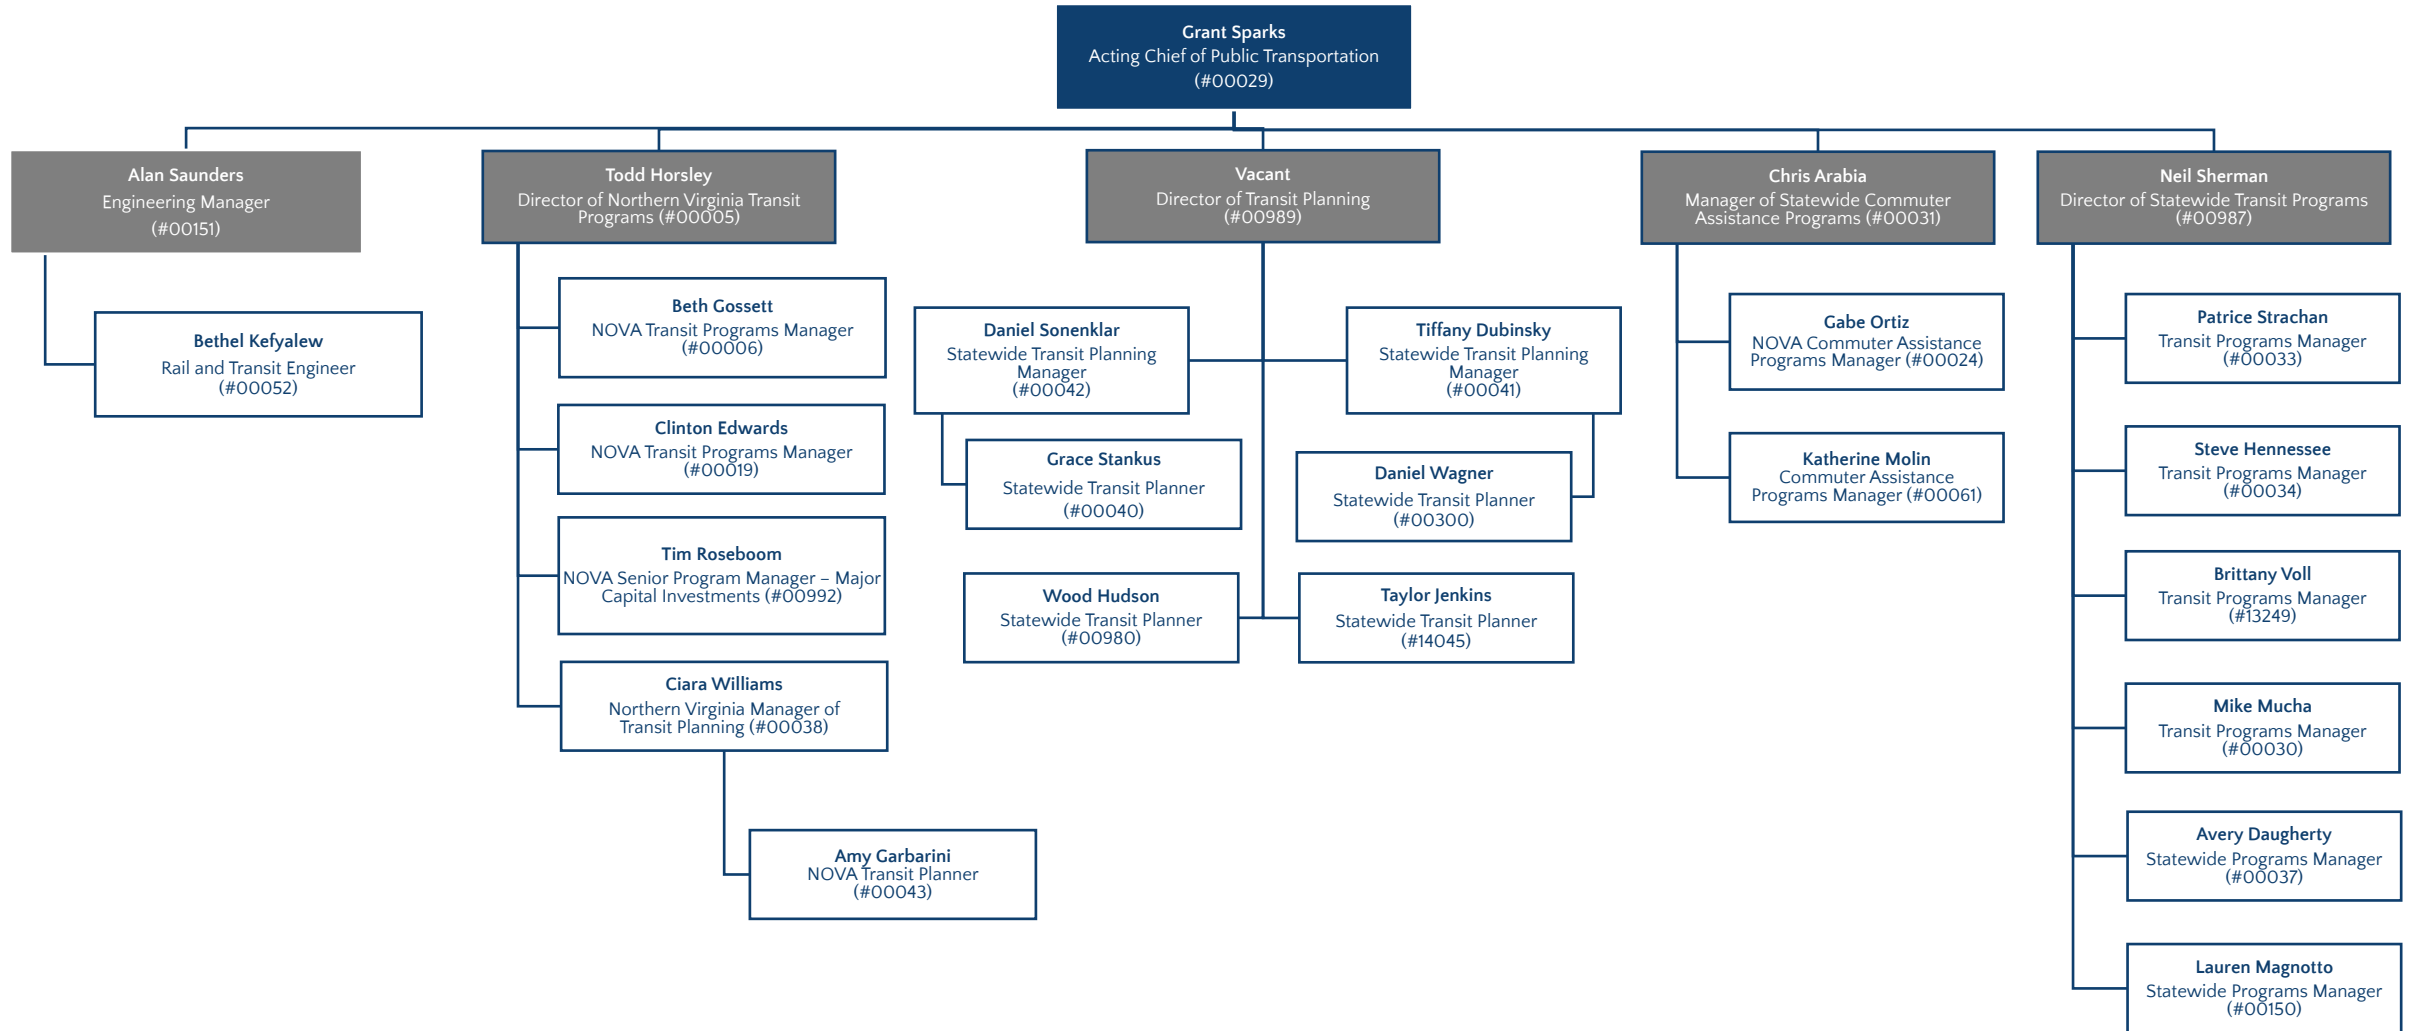 Grant Sparks
Acting Chief of Public Transportation
(#00029)
Alan Saunders
Engineering Manager
(#00151)
Bethel Kefyalew
Rail and Transit Engineer
(#00052)
Todd Horsley
Director of Northern Virginia Transit
Programs (#00005)
Beth Gossett
NOVA Transit Programs Manager
(#00006)
Clinton Edwards
NOVA Transit Programs Manager
(#00019)
Tim Roseboom
NOVA Senior Program Manager – Major
Capital Investments (#00992)
Ciara Williams
Northern Virginia Manager of
Transit Planning (#00038)
Amy Garbarini
NOVA Transit Planner
(#00043)
Vacant
Director of Transit Planning
(#00989)
Daniel Sonenklar
Statewide Transit Planning
Manager
(#00042)
Grace Stankus
Statewide Transit Planner
(#00040)
Tiffany Dubinsky
Statewide Transit Planning
Manager
(#00041)
Daniel Wagner
Statewide Transit Planner
(#00300)
Wood Hudson
Statewide Transit Planner
(#00980)
Taylor Jenkins
Statewide Transit Planner
(#14045)
Chris Arabia
Manager of Statewide Commuter
Assistance Programs (#00031)
Gabe Ortiz
NOVA Commuter Assistance
Programs Manager (#00024)
Katherine Molin
Commuter Assistance
Programs Manager (#00061)
Neil Sherman
Director of Statewide Transit Programs
(#00987)
Patrice Strachan
Transit Programs Manager
(#00033)
Steve Hennessee
Transit Programs Manager
(#00034)
Brittany Voll
Transit Programs Manager
(#13249)
Mike Mucha
Transit Programs Manager
(#00030)
Avery Daugherty
Statewide Programs Manager
(#00037)
Lauren Magnotto
Statewide Programs Manager
(#00150)